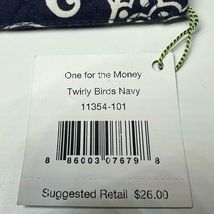 One for the Money
Twirly Birds Navy
11354-101
8 86003 07679 8
Suggested Retail $26.00